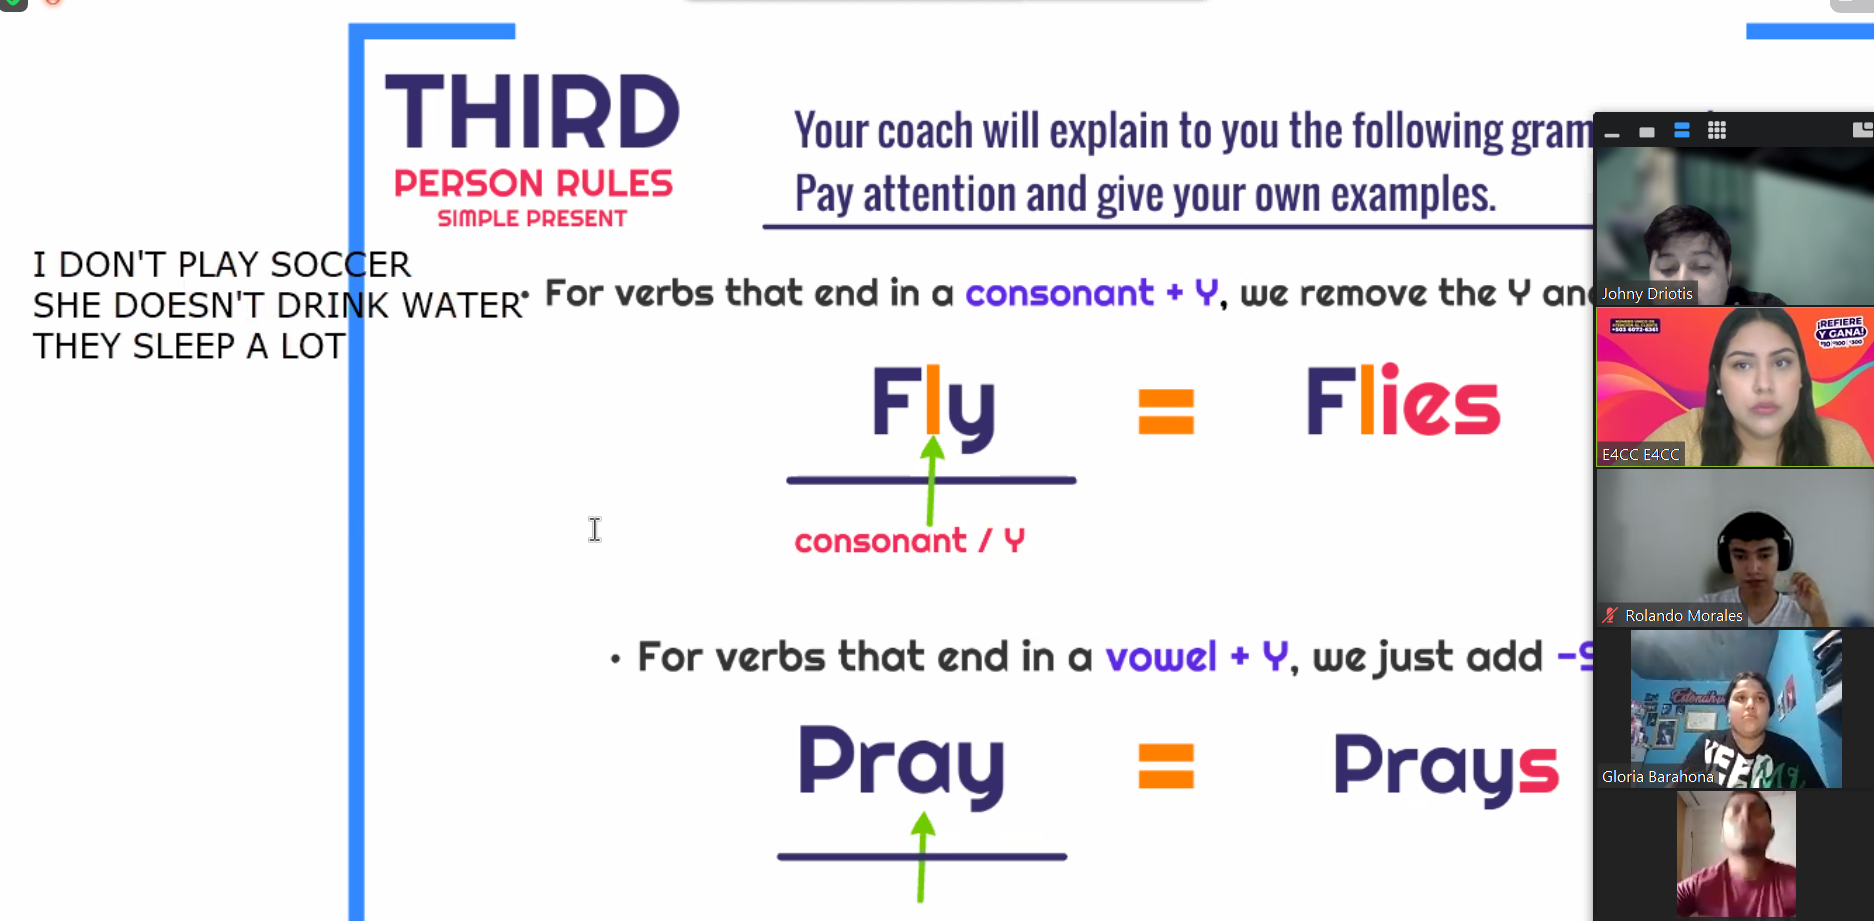 THIRD
PERSON RULES
SIMPLE PRESENT
Your coach will explain to you the following gram
Pay attention and give your own examples.
I DON'T PLAY SOCCER
SHE DOESN'T DRINK WATER
THEY SLEEP A LOT
• For verbs that end in a consonant + Y, we remove the Y and
Fly = Flies
consonant / Y
• For verbs that end in a vowel + Y, we just add -S
Pray = Prays
Johny Driotis
¡REFIERE
Y GANA!
E4CC E4CC
Rolando Morales
Gloria Barahona